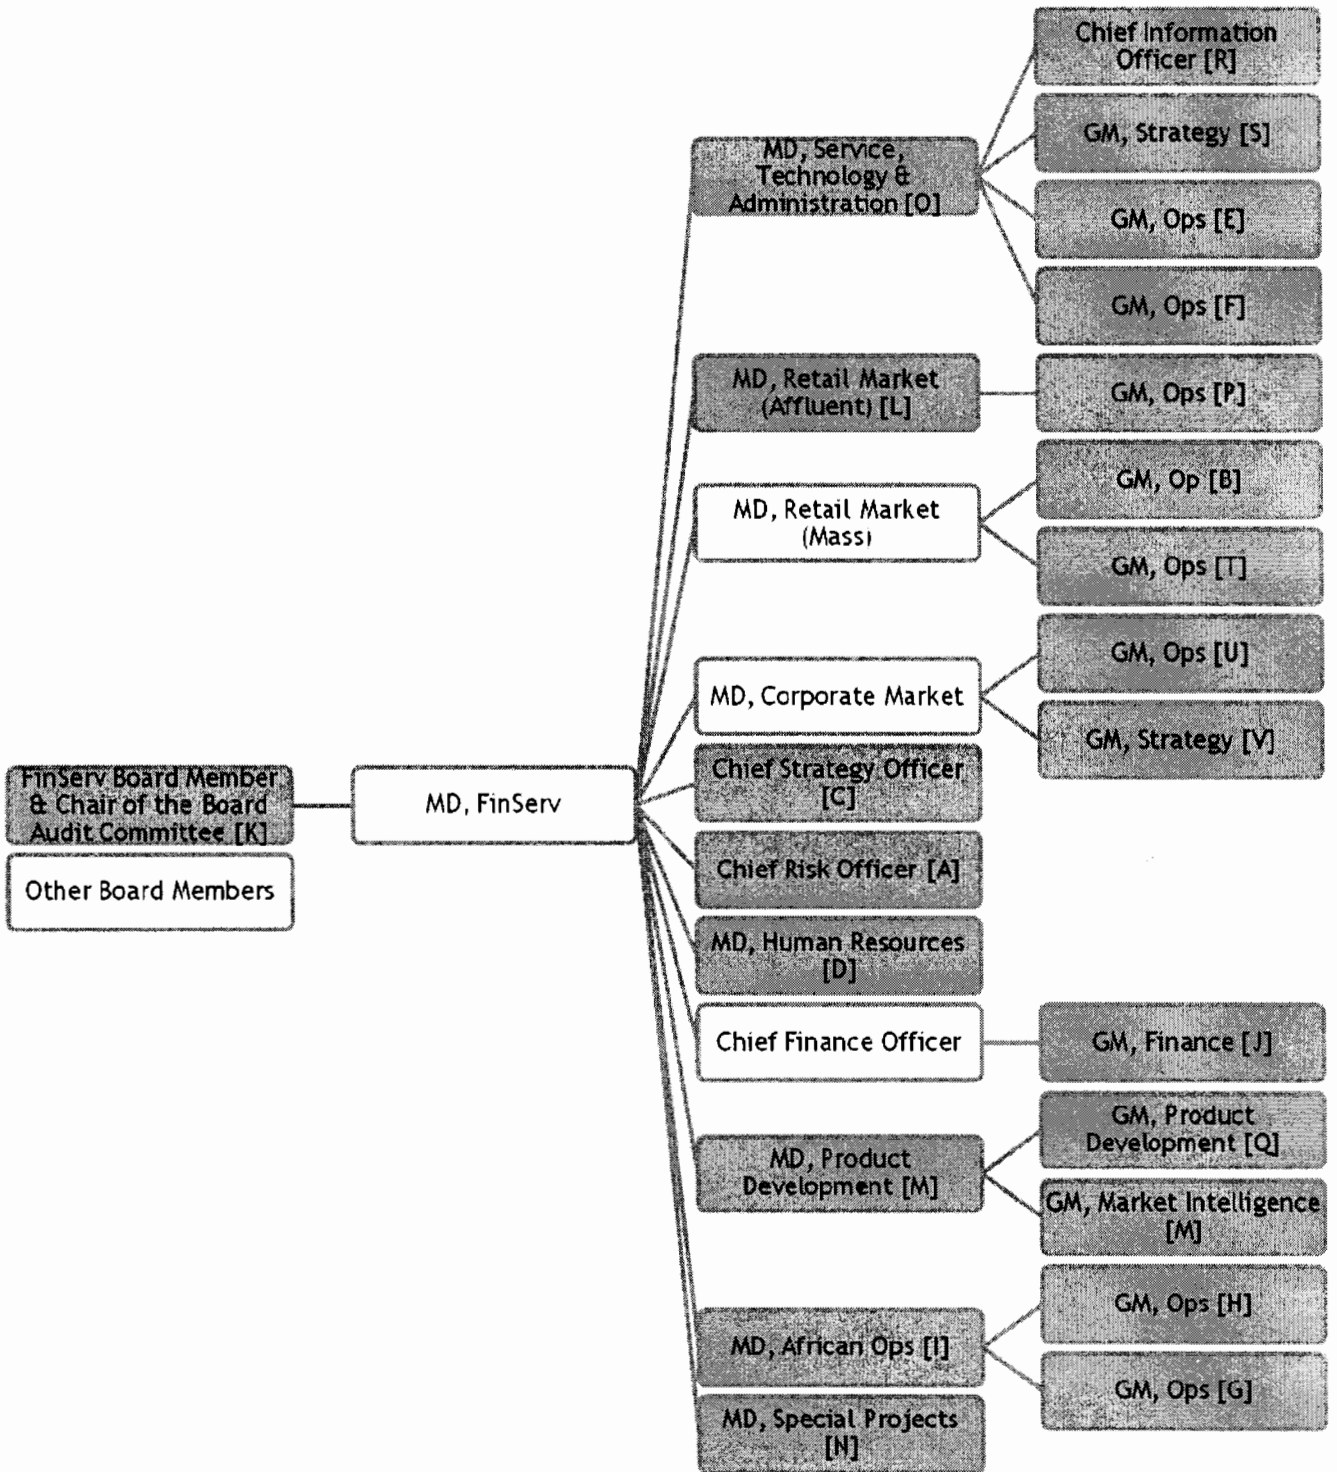 FinServ Board Member
& Chair of the Board
Audit Committee [K]
Other Board Members
MD, FinServ
MD, Service,
Technology &
Administration [O]
Chief Information
Officer [R]
GM, Strategy [S]
GM, Ops [E]
GM, Ops [F]
MD, Retail Market
(Affluent) [L]
GM, Ops [P]
MD, Retail Market
(Mass)
GM, Op [B]
GM, Ops [T]
MD, Corporate Market
GM, Ops [U]
GM, Strategy [V]
Chief Strategy Officer
[C]
Chief Risk Officer [A]
MD, Human Resources
[D]
Chief Finance Officer
GM, Finance [J]
MD, Product
Development [M]
GM, Product
Development [Q]
GM, Market Intelligence
[M]
MD, African Ops [I]
GM, Ops [H]
GM, Ops [G]
MD, Special Projects
[N]